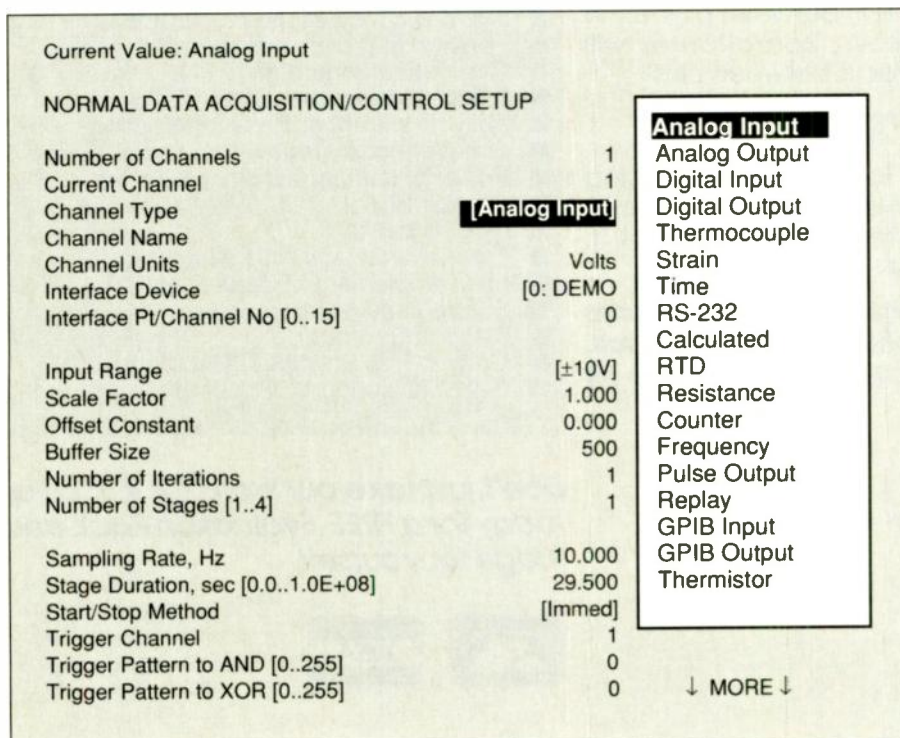 Current Value: Analog Input
NORMAL DATA ACQUISITION/CONTROL SETUP
Number of Channels 1
Current Channel 1
Channel Type [Analog Input]
Channel Name
Channel Units Volts
Interface Device [0: DEMO
Interface Pt/Channel No [0..15] 0
Input Range [±10V]
Scale Factor 1.000
Offset Constant 0.000
Buffer Size 500
Number of Iterations 1
Number of Stages [1..4] 1
Sampling Rate, Hz 10.000
Stage Duration, sec [0.0..1.0E+08] 29.500
Start/Stop Method [Immed]
Trigger Channel 1
Trigger Pattern to AND [0..255] 0
Trigger Pattern to XOR [0..255] 0
Analog Input
Analog Output
Digital Input
Digital Output
Thermocouple
Strain
Time
RS-232
Calculated
RTD
Resistance
Counter
Frequency
Pulse Output
Replay
GPIB Input
GPIB Output
Thermistor
↓ MORE ↓